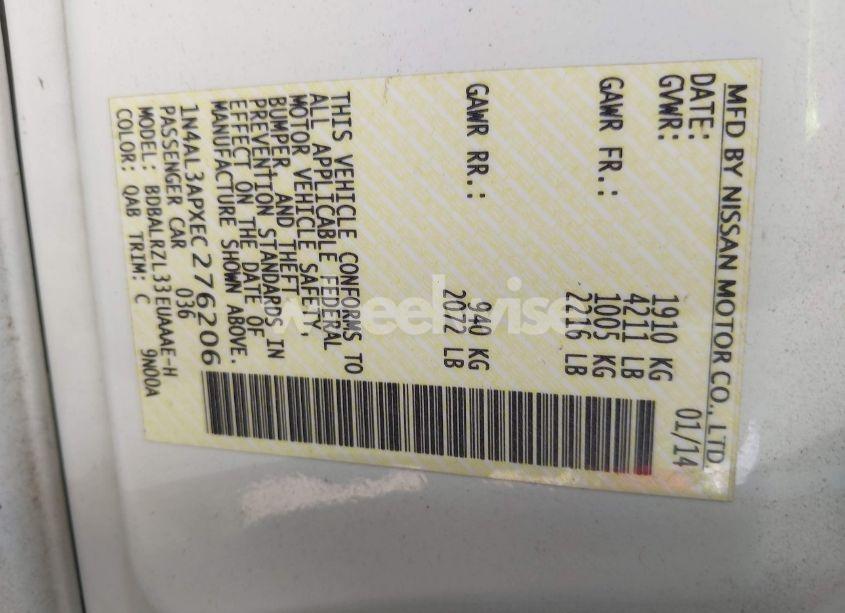 MFD BY NISSAN MOTOR CO., LTD
DATE: 01/14
GVWR: 1910 KG
4211 LB
GAWR FR.: 1005 KG
2216 LB
GAWR RR.: 940 KG
2072 LB
THIS VEHICLE CONFORMS TO
ALL APPLICABLE FEDERAL
MOTOR VEHICLE SAFETY,
BUMPER, AND THEFT
PREVENTION STANDARDS IN
EFFECT ON THE DATE OF
MANUFACTURE SHOWN ABOVE.
1N4AL3APXEC276206
PASSENGER CAR 036
MODEL: BDBALRZL33EUAAAE-H
COLOR: QAB TRIM: C 9N00A
wheelwise